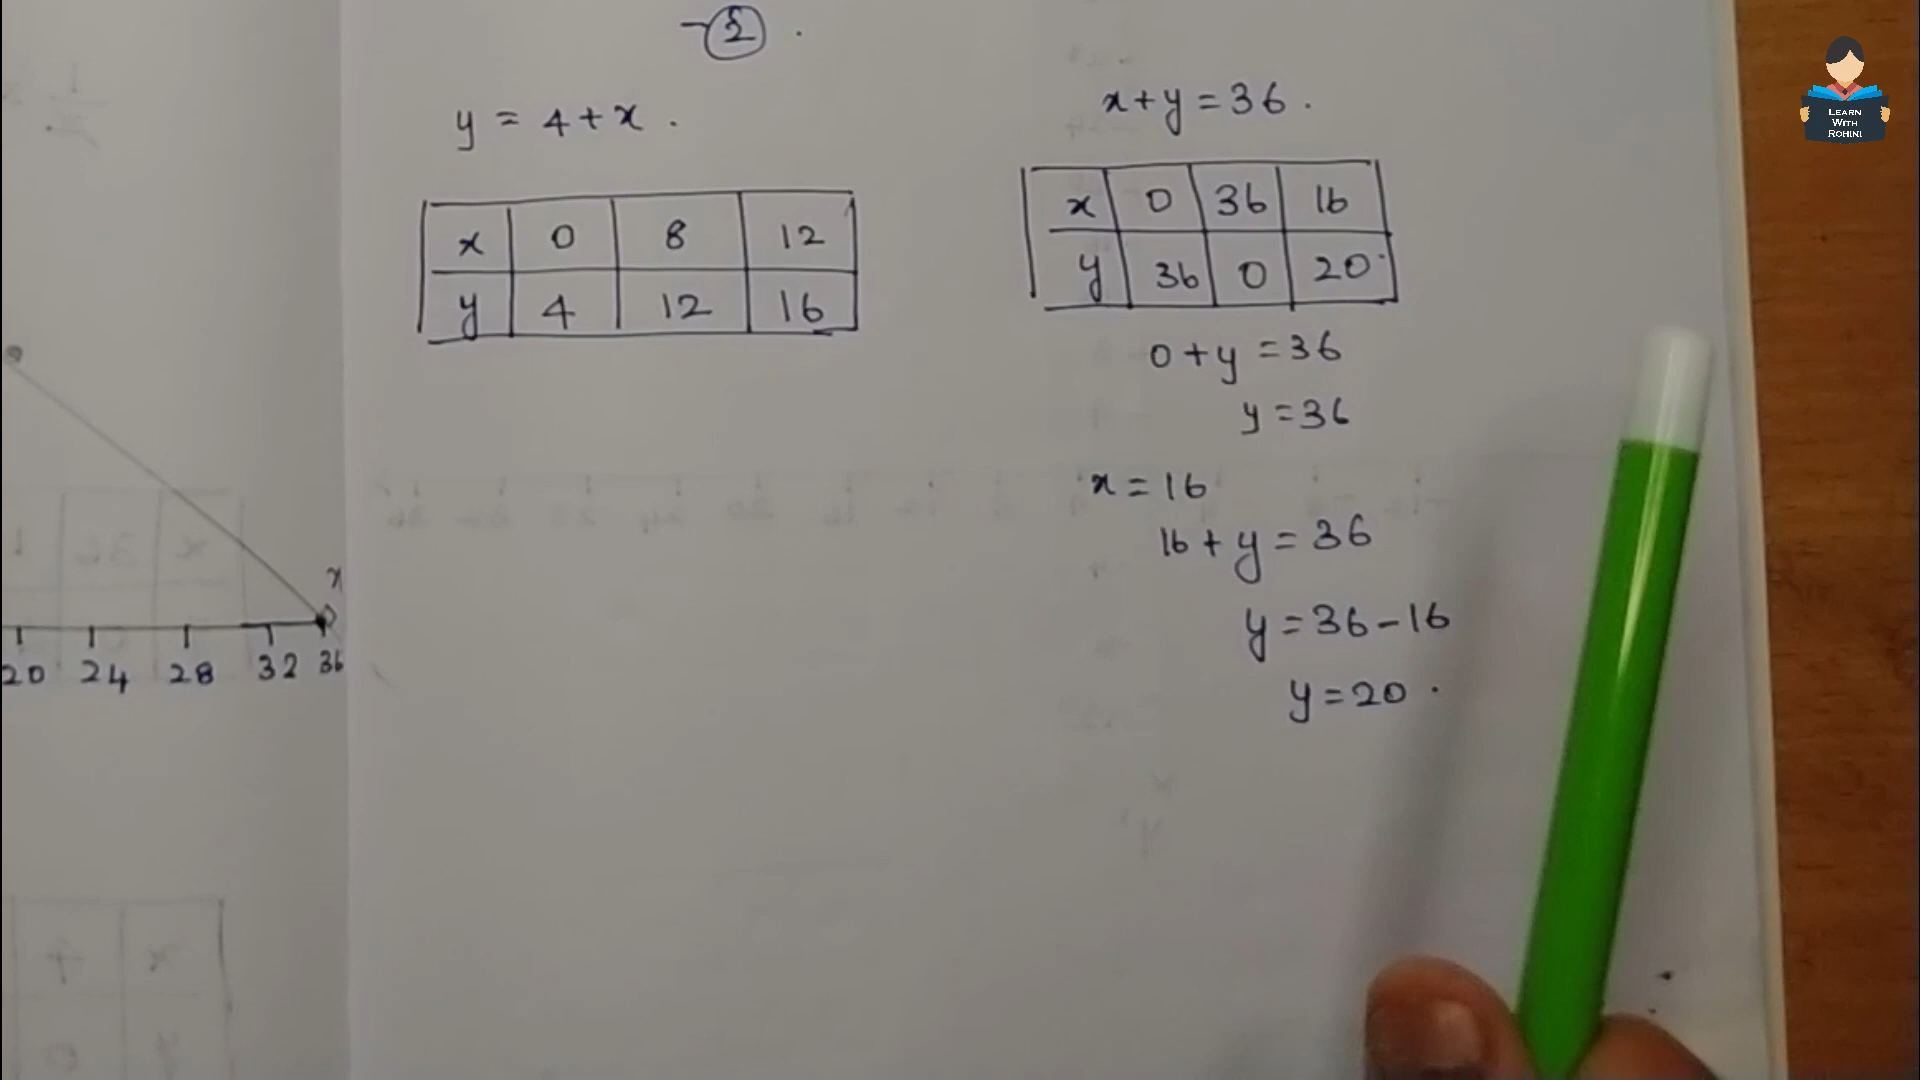 -②.
y = 4+x.
x 0 8 12
y 4 12 16
x+y=36.
x 0 36 16
y 36 0 20
0+y=36
y=36
x=16
16+y=36
y=36-16
y=20.
x
20 24 28 32 36
LEARN
WITH
ROHINI